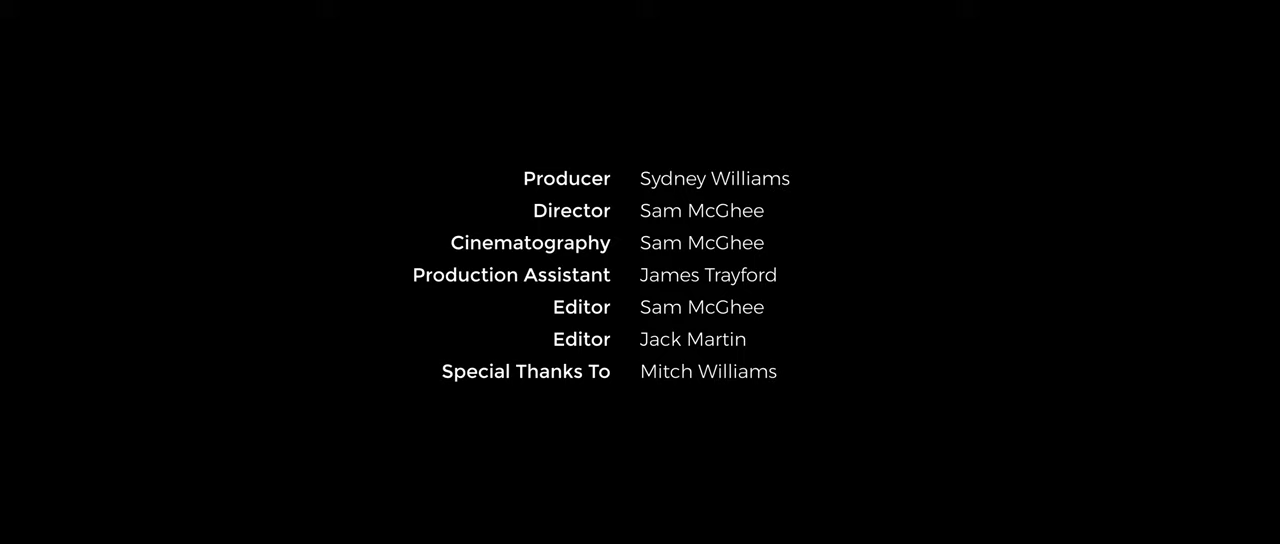 Producer Sydney Williams
Director Sam McGhee
Cinematography Sam McGhee
Production Assistant James Trayford
Editor Sam McGhee
Editor Jack Martin
Special Thanks To Mitch Williams